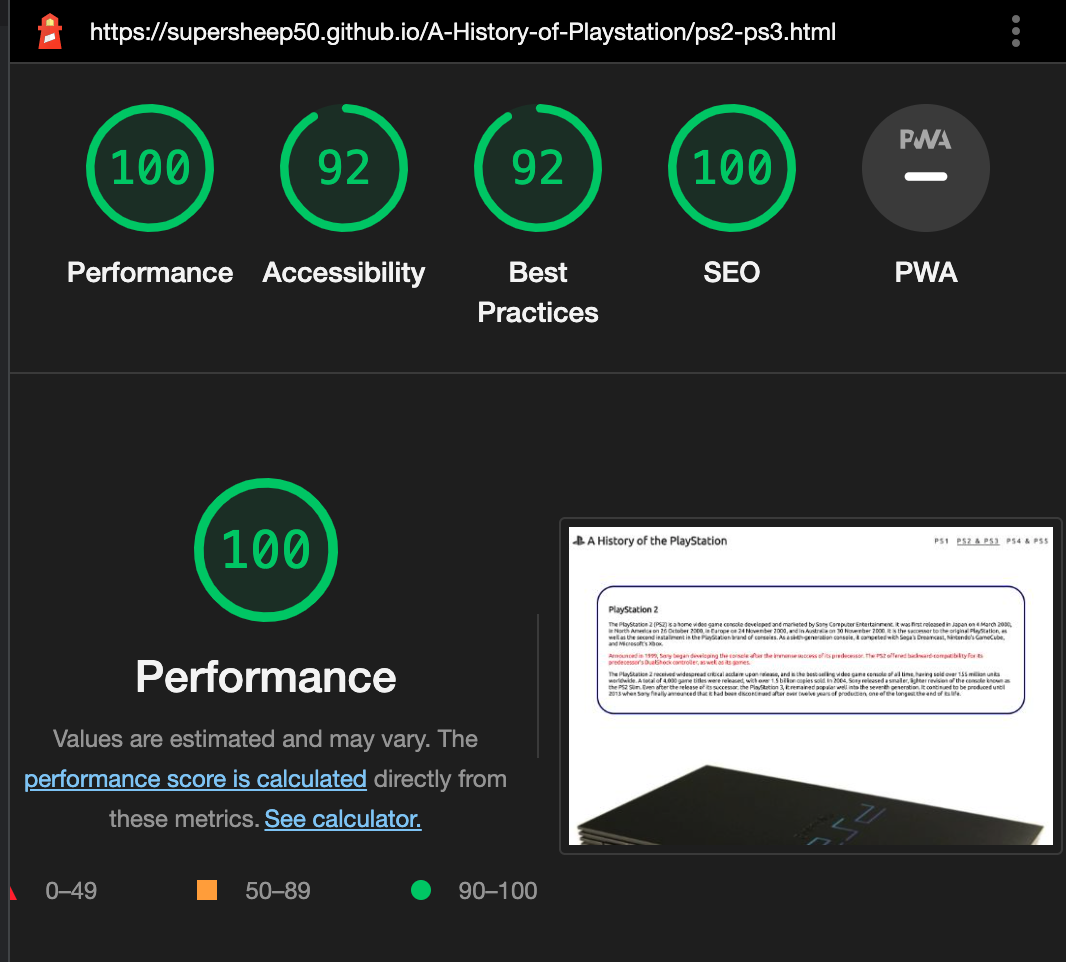 https://supersheep50.github.io/A-History-of-Playstation/ps2-ps3.html
100
92
92
100
PWA
Performance
Accessibility
Best
Practices
SEO
PWA
100
Performance
Values are estimated and may vary. The
performance score is calculated directly from
these metrics. See calculator.
0–49
50–89
90–100
A History of the PlayStation
PS1 PS2 & PS3 PS4 & PS5
PlayStation 2
The PlayStation 2 (PS2) is a home video game console developed and marketed by Sony Computer Entertainment. It was first released in Japan on 4 March 2000,
in North America on 26 October 2000, in Europe on 24 November 2000, and in Australia on 30 November 2000. It is the successor to the original PlayStation, as
well as the second installment in the PlayStation brand of consoles. As a sixth-generation console, it competed with Sega's Dreamcast, Nintendo's GameCube,
and Microsoft's Xbox.
Announced in 1999, Sony began developing the console after the immense success of its predecessor. The PS2 offered backward-compatibility for its
predecessor's DualShock controller, as well as its games.
The PlayStation 2 received widespread critical acclaim upon release, and is the best-selling video game console of all time, having sold over 155 million units
worldwide. A total of 4,000 game titles were released, with over 1.5 billion copies sold. In 2004, Sony released a smaller, lighter revision of the console known as
the PS2 Slim. Even after the release of its successor, the PlayStation 3, it remained popular well into the seventh generation. It continued to be produced until
2013 when Sony finally announced that it had been discontinued after over twelve years of production, one of the longest the end of its life.
PS2